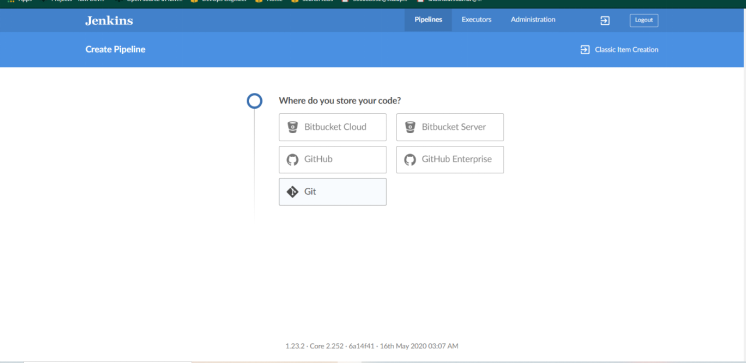 Jenkins
Pipelines Executors Administration Logout
Create Pipeline Classic Item Creation
Where do you store your code?
Bitbucket Cloud Bitbucket Server
GitHub GitHub Enterprise
Git
1.23.2 · Core 2.252 · 6a14f41 · 16th May 2020 03:07 AM